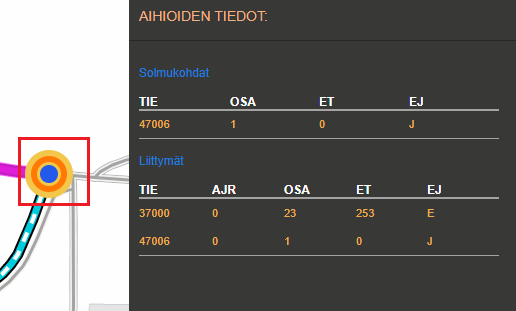 AIHIOIDEN TIEDOT:
Solmukohdat
TIE OSA ET EJ
47006 1 0 J
Liittymät
TIE AJR OSA ET EJ
37000 0 23 253 E
47006 0 1 0 J